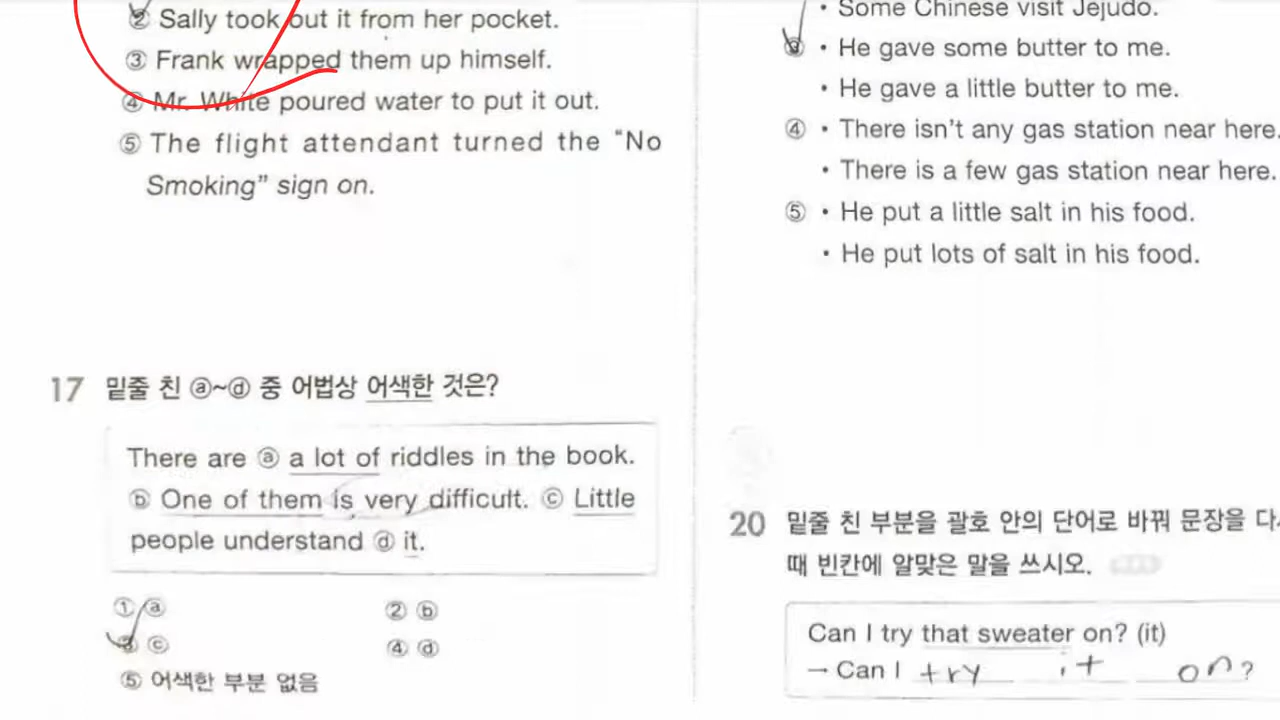 ② Sally took out it from her pocket.
③ Frank wrapped them up himself.
④ Mr. White poured water to put it out.
⑤ The flight attendant turned the “No
Smoking” sign on.
17 밑줄 친 ⓐ~ⓓ 중 어법상 어색한 것은?
There are ⓐ a lot of riddles in the book.
ⓑ One of them is very difficult. ⓒ Little
people understand ⓓ it.
① ⓐ
② ⓑ
③ ⓒ
④ ⓓ
⑤ 어색한 부분 없음
• Some Chinese visit Jejudo.
③ • He gave some butter to me.
• He gave a little butter to me.
④ • There isn't any gas station near here.
• There is a few gas station near here.
⑤ • He put a little salt in his food.
• He put lots of salt in his food.
20 밑줄 친 부분을 괄호 안의 단어로 바꿔 문장을 다
때 빈칸에 알맞은 말을 쓰시오.
Can I try that sweater on? (it)
→ Can I try it on?